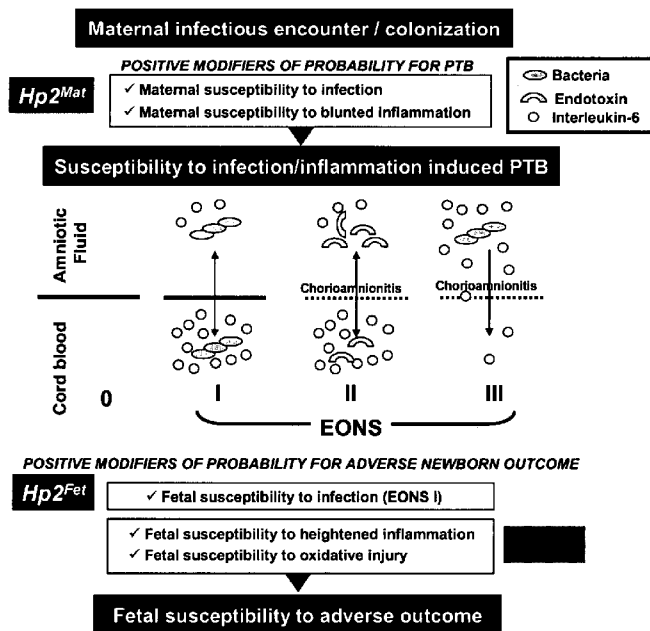 Maternal infectious encounter / colonization
POSITIVE MODIFIERS OF PROBABILITY FOR PTB
Hp2Mat
✓ Maternal susceptibility to infection
✓ Maternal susceptibility to blunted inflammation
Bacteria
Endotoxin
Interleukin-6
Susceptibility to infection/inflammation induced PTB
Amniotic
Fluid
Chorioamnionitis
Chorioamnionitis
Cord blood
0
I
II
III
EONS
POSITIVE MODIFIERS OF PROBABILITY FOR ADVERSE NEWBORN OUTCOME
Hp2Fet
✓ Fetal susceptibility to infection (EONS I)
✓ Fetal susceptibility to heightened inflammation
✓ Fetal susceptibility to oxidative injury
Fetal susceptibility to adverse outcome